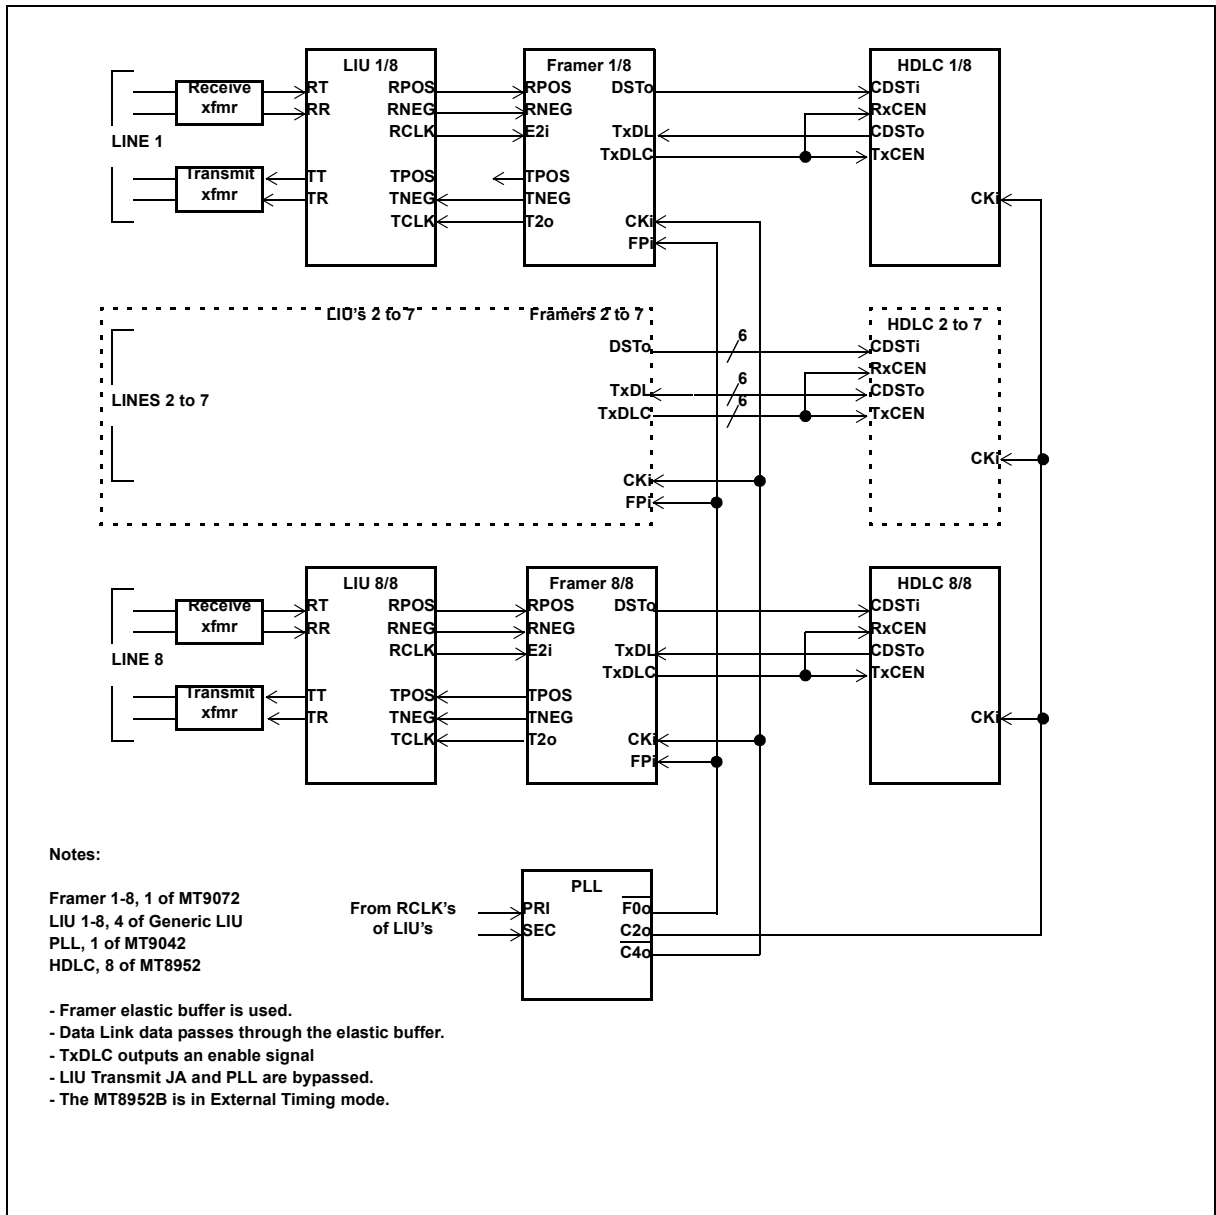 LIU 1/8
Framer 1/8
HDLC 1/8
LINE 1
Receive
xfmr
Transmit
xfmr
RT
RR
TT
TR
RPOS
RNEG
RCLK
TPOS
TNEG
TCLK
RPOS
RNEG
E2i
TPOS
TNEG
T2o
DSTo
TxDL
TxDLC
CKi
FPi
CDSTi
RxCEN
CDSTo
TxCEN
CKi
LIU's 2 to 7
Framers 2 to 7
HDLC 2 to 7
LINES 2 to 7
DSTo
TxDL
TxDLC
CKi
FPi
6
6
6
CDSTi
RxCEN
CDSTo
TxCEN
CKi
LIU 8/8
Framer 8/8
HDLC 8/8
LINE 8
Receive
xfmr
Transmit
xfmr
RT
RR
TT
TR
RPOS
RNEG
RCLK
TPOS
TNEG
TCLK
RPOS
RNEG
E2i
TPOS
TNEG
T2o
DSTo
TxDL
TxDLC
CKi
FPi
CDSTi
RxCEN
CDSTo
TxCEN
CKi
Notes:
Framer 1-8, 1 of MT9072
LIU 1-8, 4 of Generic LIU
PLL, 1 of MT9042
HDLC, 8 of MT8952
From RCLK's
of LIU's
PLL
PRI
SEC
F0o
C2o
C4o
- Framer elastic buffer is used.
- Data Link data passes through the elastic buffer.
- TxDLC outputs an enable signal
- LIU Transmit JA and PLL are bypassed.
- The MT8952B is in External Timing mode.